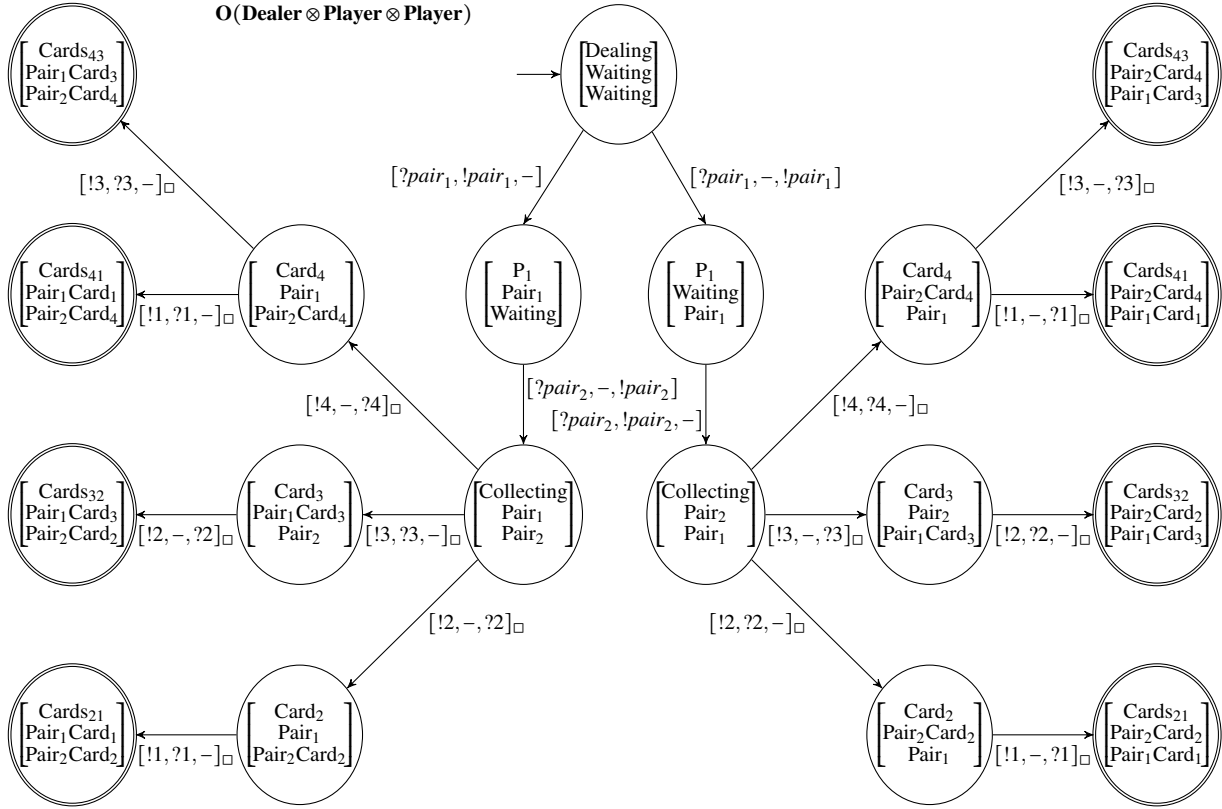 O(Dealer⊗Player⊗Player)
Cards₄₃
Pair₁Card₃
Pair₂Card₄
Dealing
Waiting
Waiting
Cards₄₃
Pair₂Card₄
Pair₁Card₃
[!3,?3,−]□
[?pair₁,!pair₁,−]
[?pair₁,−,!pair₁]
[!3,−,?3]□
Cards₄₁
Pair₁Card₁
Pair₂Card₄
[!1,?1,−]□
Card₄
Pair₁
Pair₂Card₄
P₁
Pair₁
Waiting
P₁
Waiting
Pair₁
Card₄
Pair₂Card₄
Pair₁
[!1,−,?1]□
Cards₄₁
Pair₂Card₄
Pair₁Card₁
[!4,−,?4]□
[?pair₂,−,!pair₂]
[?pair₂,!pair₂,−]
[!4,?4,−]□
Cards₃₂
Pair₁Card₃
Pair₂Card₂
[!2,−,?2]□
Card₃
Pair₁Card₃
Pair₂
[!3,?3,−]□
Collecting
Pair₁
Pair₂
Collecting
Pair₂
Pair₁
[!3,−,?3]□
Card₃
Pair₂
Pair₁Card₃
[!2,?2,−]□
Cards₃₂
Pair₂Card₂
Pair₁Card₃
[!2,−,?2]□
[!2,?2,−]□
Cards₂₁
Pair₁Card₁
Pair₂Card₂
[!1,?1,−]□
Card₂
Pair₁
Pair₂Card₂
Card₂
Pair₂Card₂
Pair₁
[!1,−,?1]□
Cards₂₁
Pair₂Card₂
Pair₁Card₁